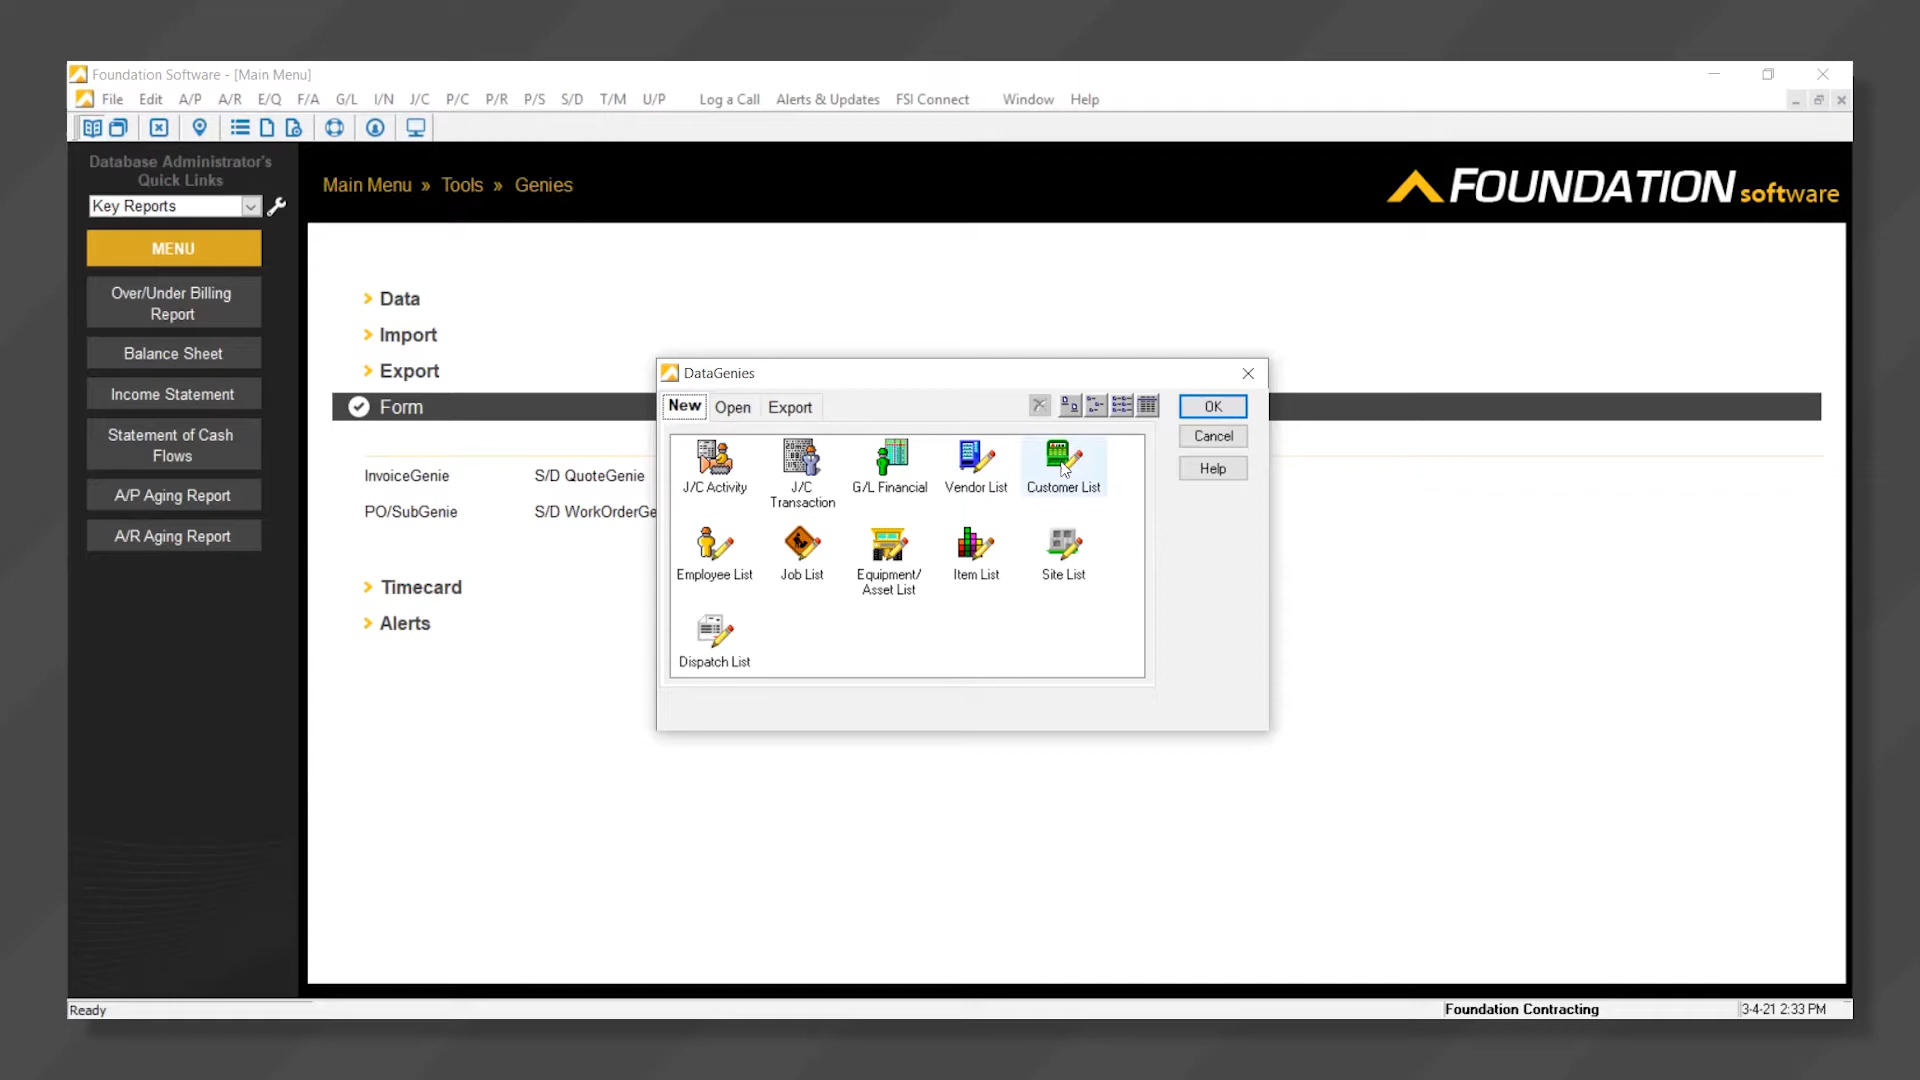 Foundation Software - [Main Menu]
File Edit A/P A/R E/Q F/A G/L I/N J/C P/C P/R P/S S/D T/M U/P Log a Call Alerts & Updates FSI Connect Window Help
Database Administrator's
Quick Links
Key Reports
MENU
Over/Under Billing
Report
Balance Sheet
Income Statement
Statement of Cash
Flows
A/P Aging Report
A/R Aging Report
Main Menu » Tools » Genies
FOUNDATION software
Data
Import
Export
Form
InvoiceGenie S/D QuoteGenie
PO/SubGenie S/D WorkOrderGe
Timecard
Alerts
DataGenies
New Open Export
OK
Cancel
Help
J/C Activity
J/C
Transaction
G/L Financial
Vendor List
Customer List
Employee List
Job List
Equipment/
Asset List
Item List
Site List
Dispatch List
Ready
Foundation Contracting
3-4-21 2:33 PM